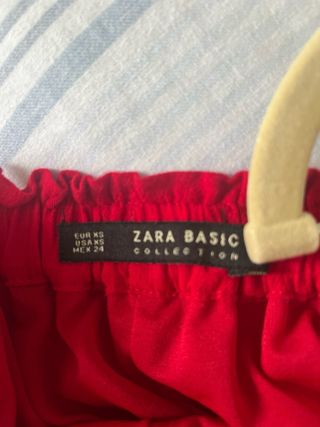 EUR XS
USA XS
MEX 24
ZARA BASIC
COLLECTION